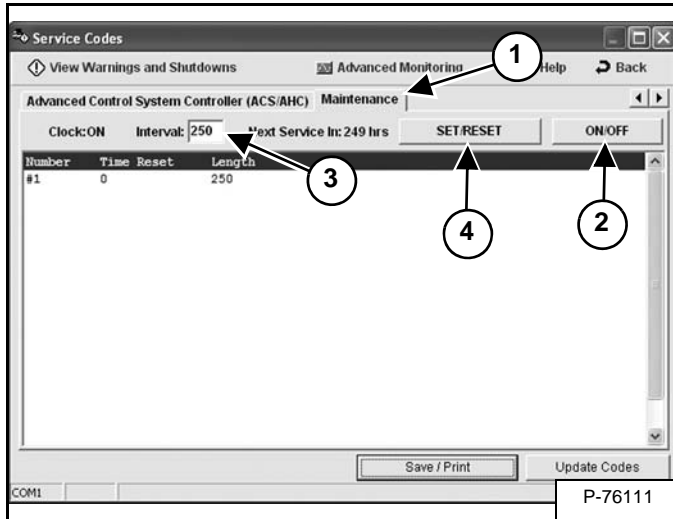 Service Codes
View Warnings and Shutdowns Advanced Monitoring Help Back
1
Advanced Control System Controller (ACS/AHC) Maintenance
Clock:ON Interval: 250 Next Service In: 249 hrs SET/RESET ON/OFF
Number Time Reset Length
#1 0 250
3
4
2
Save / Print Update Codes
COM1
P-76111